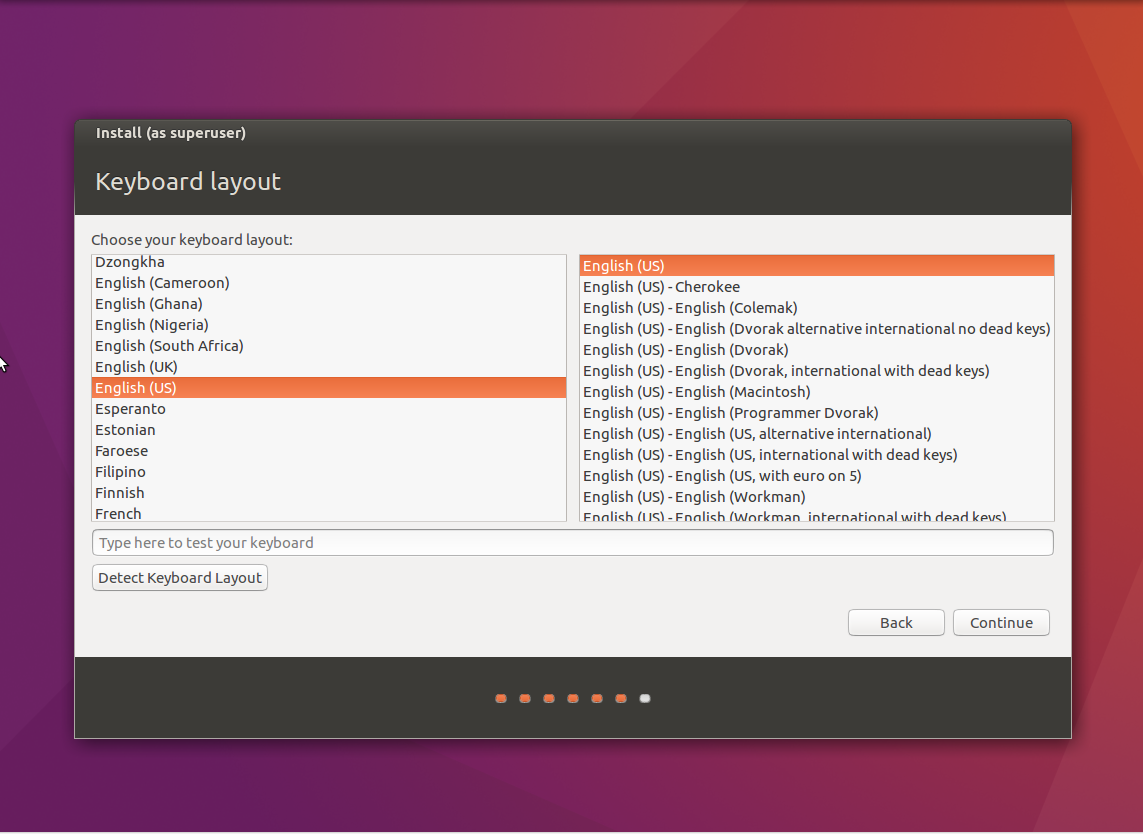 Install (as superuser)
Keyboard layout
Choose your keyboard layout:
Dzongkha
English (Cameroon)
English (Ghana)
English (Nigeria)
English (South Africa)
English (UK)
English (US)
Esperanto
Estonian
Faroese
Filipino
Finnish
French
English (US)
English (US) - Cherokee
English (US) - English (Colemak)
English (US) - English (Dvorak alternative international no dead keys)
English (US) - English (Dvorak)
English (US) - English (Dvorak, international with dead keys)
English (US) - English (Macintosh)
English (US) - English (Programmer Dvorak)
English (US) - English (US, alternative international)
English (US) - English (US, international with dead keys)
English (US) - English (US, with euro on 5)
English (US) - English (Workman)
English (US) - English (Workman, international with dead keys)
Type here to test your keyboard
Detect Keyboard Layout
Back
Continue